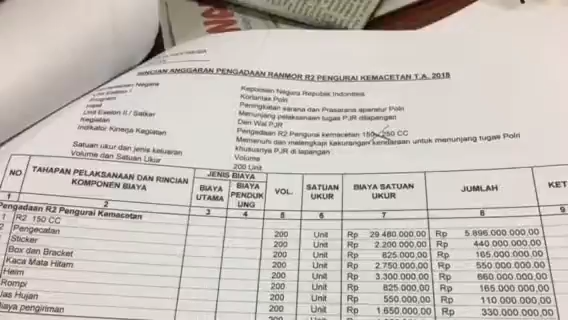 RINCIAN ANGGARAN PENGADAAN RANMOR R2 PENGURAI KEMACETAN T.A. 2018
Negara Kepolisian Negara Republik Indonesia
Korlantas Polri
Program Peningkatan sarana dan Prasarana aparatur Polri
Hasil Menunjang pelaksanaan tugas PJR dilapangan
Unit Eselon II / Satker Den Wal PJR
Kegiatan Pengadaan R2 Pengurai kemacetan 150 - 250 CC
Indikator Kinerja Kegiatan Memenuhi dan melengkapi kekurangan kendaraan untuk menunjang tugas Polri
khususnya PJR di lapangan
Satuan ukur dan jenis keluaran Volume
Volume dan Satuan Ukur 200 Unit
NO TAHAPAN PELAKSANAAN DAN RINCIAN KOMPONEN BIAYA JENIS BIAYA VOL. SATUAN UKUR BIAYA SATUAN UKUR JUMLAH KET
BIAYA UTAMA BIAYA PENDUK UNG
1 2 3 4 5 6 7 8 9
Pengadaan R2 Pengurai Kemacetan
1 R2 150 CC 200 Unit Rp 29.480.000,00 Rp 5.896.000.000,00
2 Pengecatan 200 Unit Rp 2.200.000,00 Rp 440.000.000,00
Sticker 200 Unit Rp 825.000,00 Rp 165.000.000,00
Box dan Bracket 200 Unit Rp 2.750.000,00 Rp 550.000.000,00
Kaca Mata Hitam 200 Unit Rp 3.300.000,00 Rp 660.000.000,00
Helm 200 Unit Rp 825.000,00 Rp 165.000.000,00
Rompi 200 Unit Rp 550.000,00 Rp 110.000.000,00
Jas Hujan 200 Unit Rp 1.650.000,00 Rp 330.000.000,00
Biaya pengiriman 200 Unit